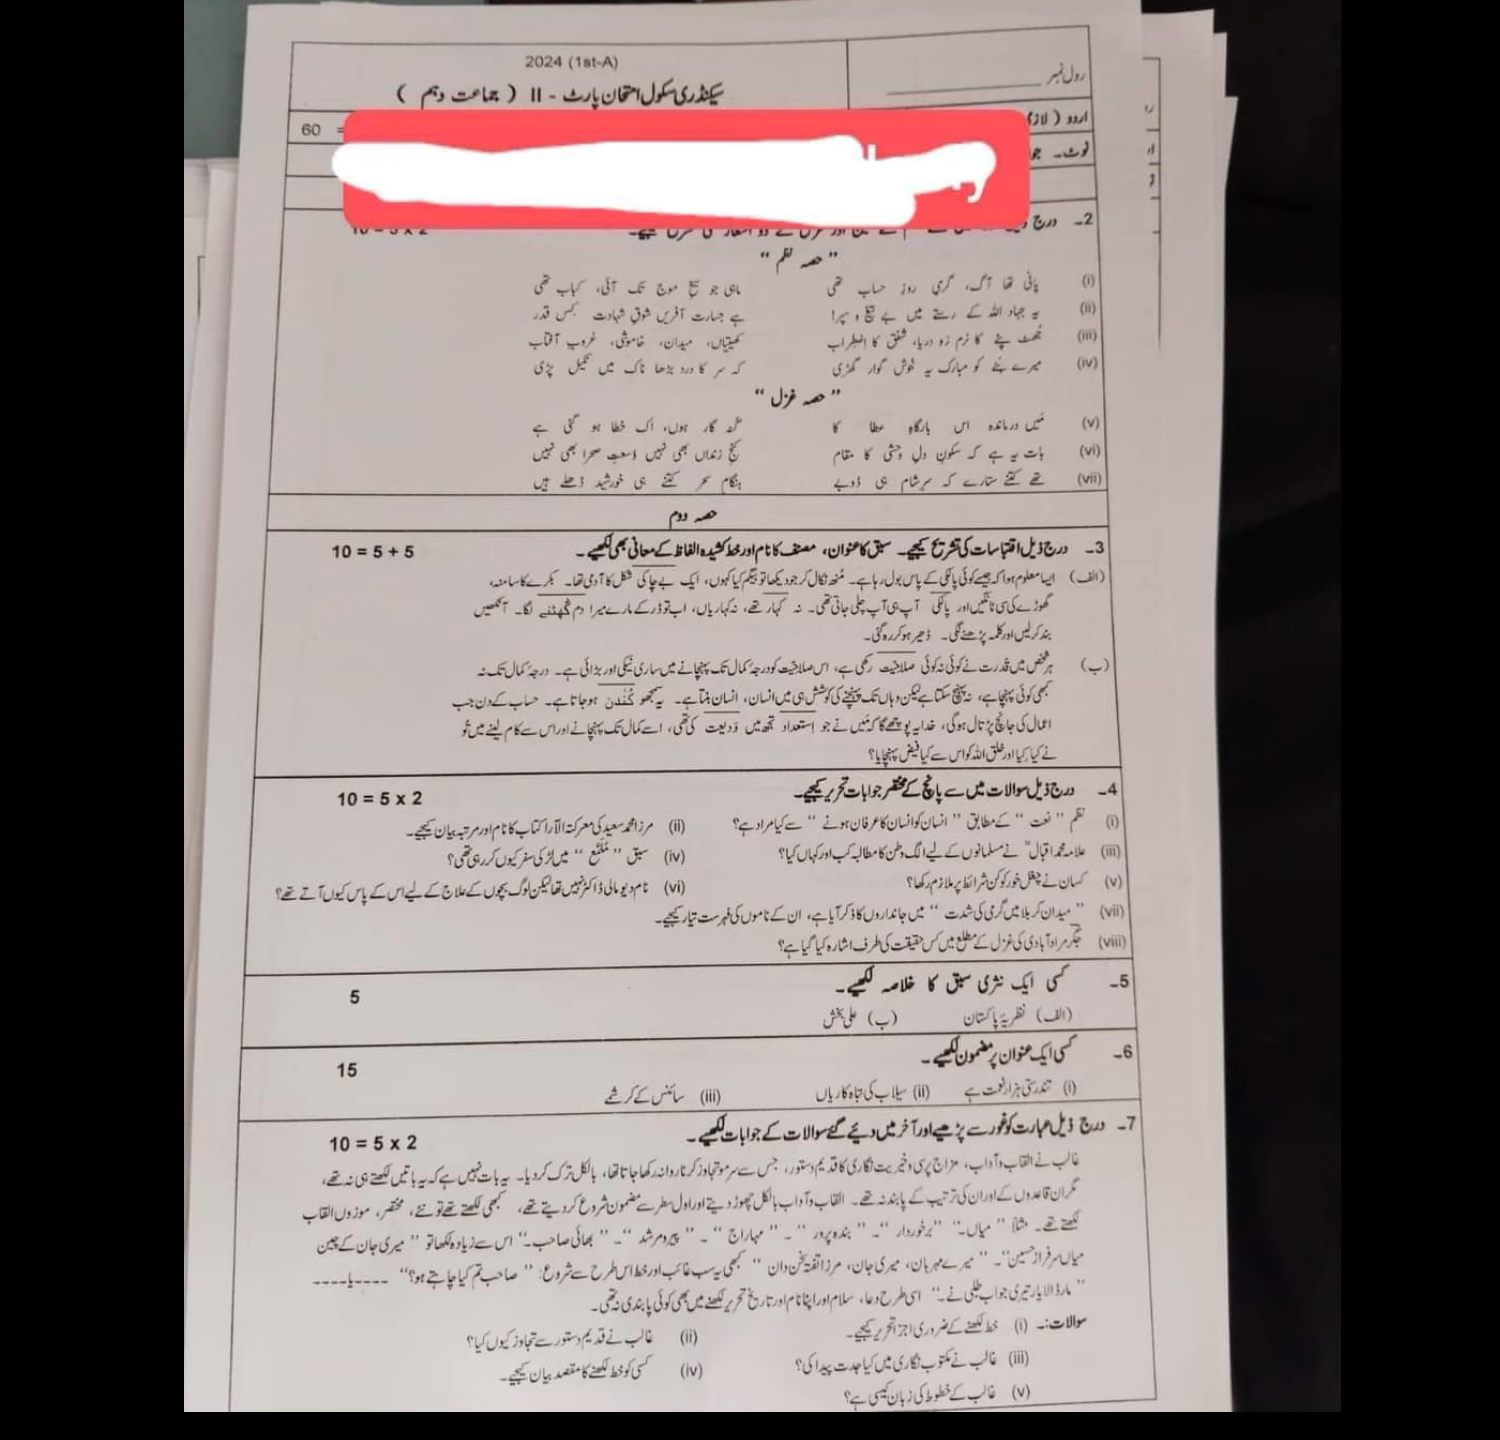 2024 (1st-A)
رول نمبر
سیکنڈری سکول امتحان پارٹ - II ( جماعت دہم )
اردو ( لازمی
60 =
نوٹ۔
2۔ درج
10 = 5 x 2
" حصہ نظم "
(i) پانی تھا آگ، گرمیِ روزِ حساب تھی ماہی جو سیخِ موج تک آئی، کباب تھی
(ii) یہ جہاد اللہ کے رستے میں بے تیغ و سپر! ہے جسارت آفریں شوقِ شہادت کس قدر
(iii) جُھٹ پٹے کا نرم رَو دریا، شفق کا اضطراب کھیتیاں، میدان، خاموشی، غروبِ آفتاب
(iv) میرے بنے کو مبارک یہ خُوش گوار گھڑی کہ سر کا درد بڑھا ناک میں نکیل پڑی
" حصہ غزل "
(v) مَیں درماندہ اس بارگاہِ عطا کا گنہ گار ہوں، اک خطا ہو گئی ہے
(vi) بات یہ ہے کہ سکونِ دلِ وحشی کا مقام کنجِ زنداں بھی نہیں وُسعتِ صحرا بھی نہیں
(vii) تھے کتنے ستارے کہ سرِشام ہی ڈوبے ہنگامِ سحر کتنے ہی خورشید ڈھلے ہیں
حصہ دوم
3۔ درج ذیل اقتباسات کی تشریح کیجیے۔ سبق کا عنوان، مصنف کا نام اور خط کشیدہ الفاظ کے معانی بھی لکھیے۔ 10 = 5 + 5
(الف) ایسا معلوم ہوا کہ جیسے کوئی پالکی کے پاس بول رہا ہے۔ مُنھ نکال کر جو دیکھا تو بیگم کیا کہوں، ایک بے چاکی شکل کا آدمی تھا۔ بکرے کا سامنہ،
گھوڑے کی سی ٹانگیں اور پالکی آپ ہی آپ چلی جاتی تھی۔ نہ کہار تھے، نہ کہاریاں، اب تو ڈر کے مارے میرا دم گھٹنے لگا۔ آنکھیں
بند کر لیں اور کلمہ پڑھنے لگی۔ ڈھیر ہو کر رہ گئی۔
(ب) ہر شخص میں قدرت نے کوئی نہ کوئی صلاحیت رکھی ہے، اس صلاحیت کو درجۂ کمال تک پہنچانے میں ساری نیکی اور بڑائی ہے۔ درجۂ کمال تک نہ
کبھی کوئی پہنچا ہے، نہ پہنچ سکتا ہے لیکن وہاں تک پہنچنے کی کوشش ہی میں انسان، انسان بنتا ہے۔ یہ سمجھو کُندن ہو جاتا ہے۔ حساب کے دن جب
اعمال کی جانچ پڑتال ہوگی، خدا یہ پوچھے گا کہ مَیں نے جو استعداد تجھ میں وَدیعت کی تھی، اسے کمال تک پہنچانے اور اس سے کام لینے میں تُو
نے کیا کِیا اور خلق اللہ کو اس سے کیا فیض پہنچایا؟
4۔ درج ذیل سوالات میں سے پانچ کے مختصر جوابات تحریر کیجیے۔ 10 = 5 x 2
(i) نظم " نعت " کے مطابق " انسان کو انسان کا عرفان ہونے " سے کیا مراد ہے؟ (ii) مرزا محمد سعید کی معرکتہ الآرا کتاب کا نام اور مرتبہ بیان کیجیے۔
(iii) علامہ محمد اقبالؒ نے مسلمانوں کے لیے الگ وطن کا مطالبہ کب اور کہاں کیا؟ (iv) سبق " مُلمّع " میں لڑکی سفر کیوں کر رہی تھی؟
(v) کسان نے چغل خور کو کن شرائط پر ملازم رکھا؟ (vi) نام دیو مالی ڈاکٹر نہیں تھا لیکن لوگ بچوں کے علاج کے لیے اس کے پاس کیوں آتے تھے؟
(vii) " میدانِ کربلا میں گرمی کی شدت " میں جانداروں کا ذکر آیا ہے، ان کے ناموں کی فہرست تیار کیجیے۔
(viii) جگر مراد آبادی کی غزل کے مطلع میں کس حقیقت کی طرف اشارہ کیا گیا ہے؟
5۔ کسی ایک نثری سبق کا خلاصہ لکھیے۔ 5
(الف) نظریۂ پاکستان (ب) علی بخش
6۔ کسی ایک عنوان پر مضمون لکھیے۔ 15
(i) تندرستی ہزار نعمت ہے (ii) سیلاب کی تباہ کاریاں (iii) سائنس کے کرشمے
7۔ درج ذیل عبارت کو غور سے پڑھیے اور آخر میں دیئے گئے سوالات کے جوابات لکھیے۔ 10 = 5 x 2
غالب نے القاب و آداب، مزاج پرسی و خیریت نگاری کا قدیم دستور، جس سے سرمو تجاوز کرنا روا نہ رکھا جاتا تھا، بالکل ترک کر دیا۔ یہ بات نہیں ہے کہ یہ باتیں لکھتے ہی نہ تھے،
مگر ان قاعدوں کے اور ان کی ترتیب کے پابند نہ تھے۔ القاب و آداب بالکل چھوڑ دیتے اور اول سطر سے مضمون شروع کر دیتے تھے، کبھی لکھتے تھے تو نئے، مختصر، موزوں القاب
لکھتے تھے۔ مثلاً " میاں۔" " برخوردار "۔ " بندہ پرور "۔ " مہاراج "۔ " پیر و مرشد "۔ " بھائی صاحب۔" اس سے زیادہ لکھا تو " میری جان کے چین
میاں سرفراز حسین"۔ " میرے مہربان، میری جان، مرزا تفتہ سخن دان " کبھی یہ سب غائب اور خط اس طرح سے شروع: " صاحب تم کیا چاہتے ہو؟" ۔۔۔۔۔یا۔۔۔۔
" مار ڈالا یار تیری جواب طلبی نے۔" اسی طرح دعا، سلام اور اپنا نام اور تاریخ تحریر لکھنے میں بھی کوئی پابندی نہ تھی۔
سوالات:۔ (i) خط لکھنے کے ضروری اجزا تحریر کیجیے۔ (ii) غالب نے قدیم دستور سے تجاوز کیوں کیا؟
(iii) غالب نے مکتوب نگاری میں کیا جدت پیدا کی؟ (iv) کسی کو خط لکھنے کا مقصد بیان کیجیے۔
(v) غالب کے خطوط کی زبان کیسی ہے؟